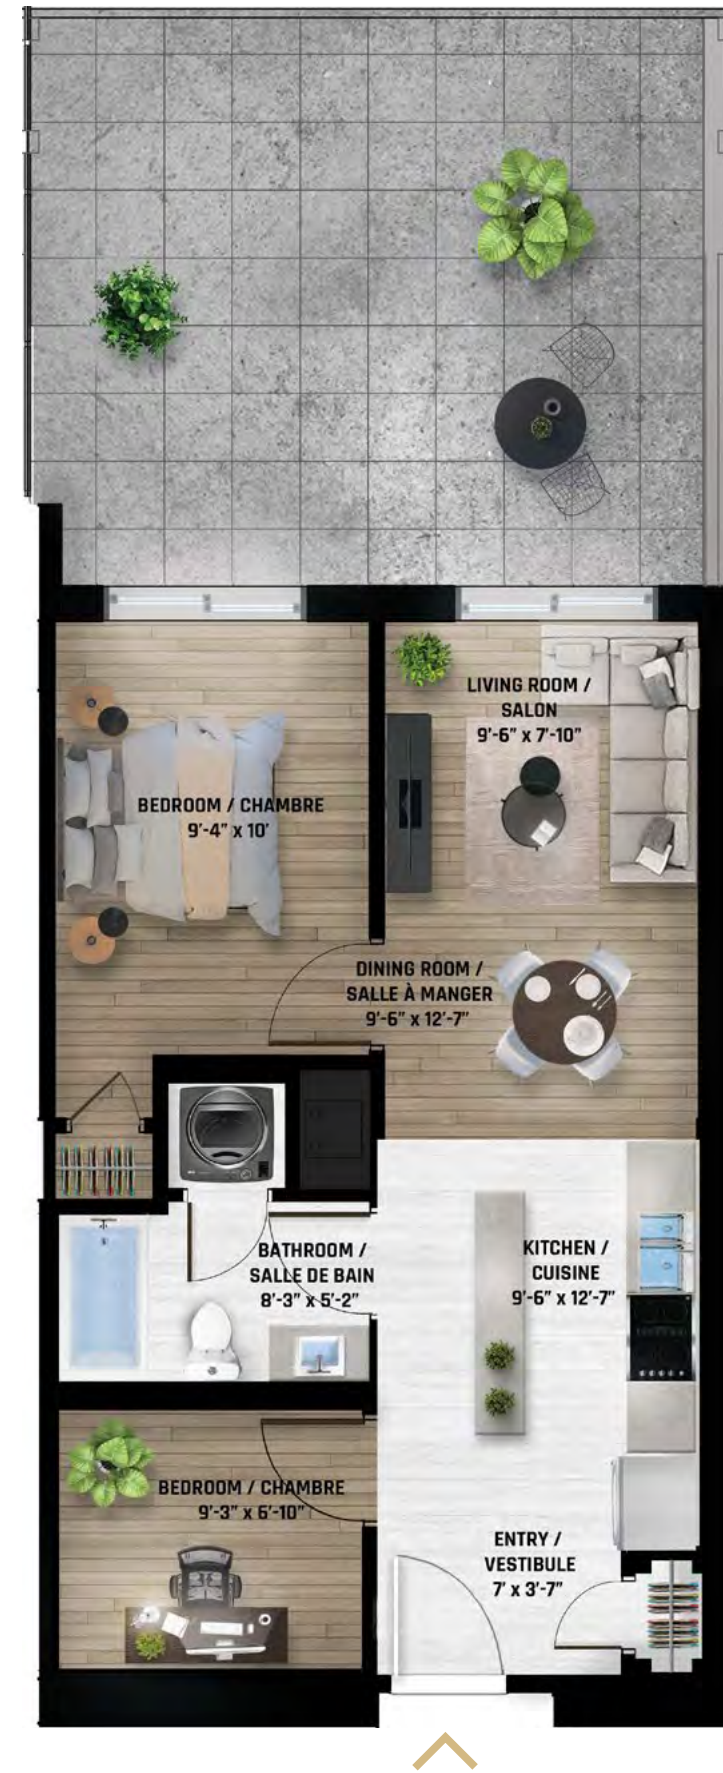 LIVING ROOM /
SALON
9'-6" x 7'-10"
BEDROOM / CHAMBRE
9'-4" x 10'
DINING ROOM /
SALLE À MANGER
9'-6" x 12'-7"
BATHROOM /
SALLE DE BAIN
8'-3" x 5'-2"
KITCHEN /
CUISINE
9'-6" x 12'-7"
BEDROOM / CHAMBRE
9'-3" x 6'-10"
ENTRY /
VESTIBULE
7' x 3'-7"